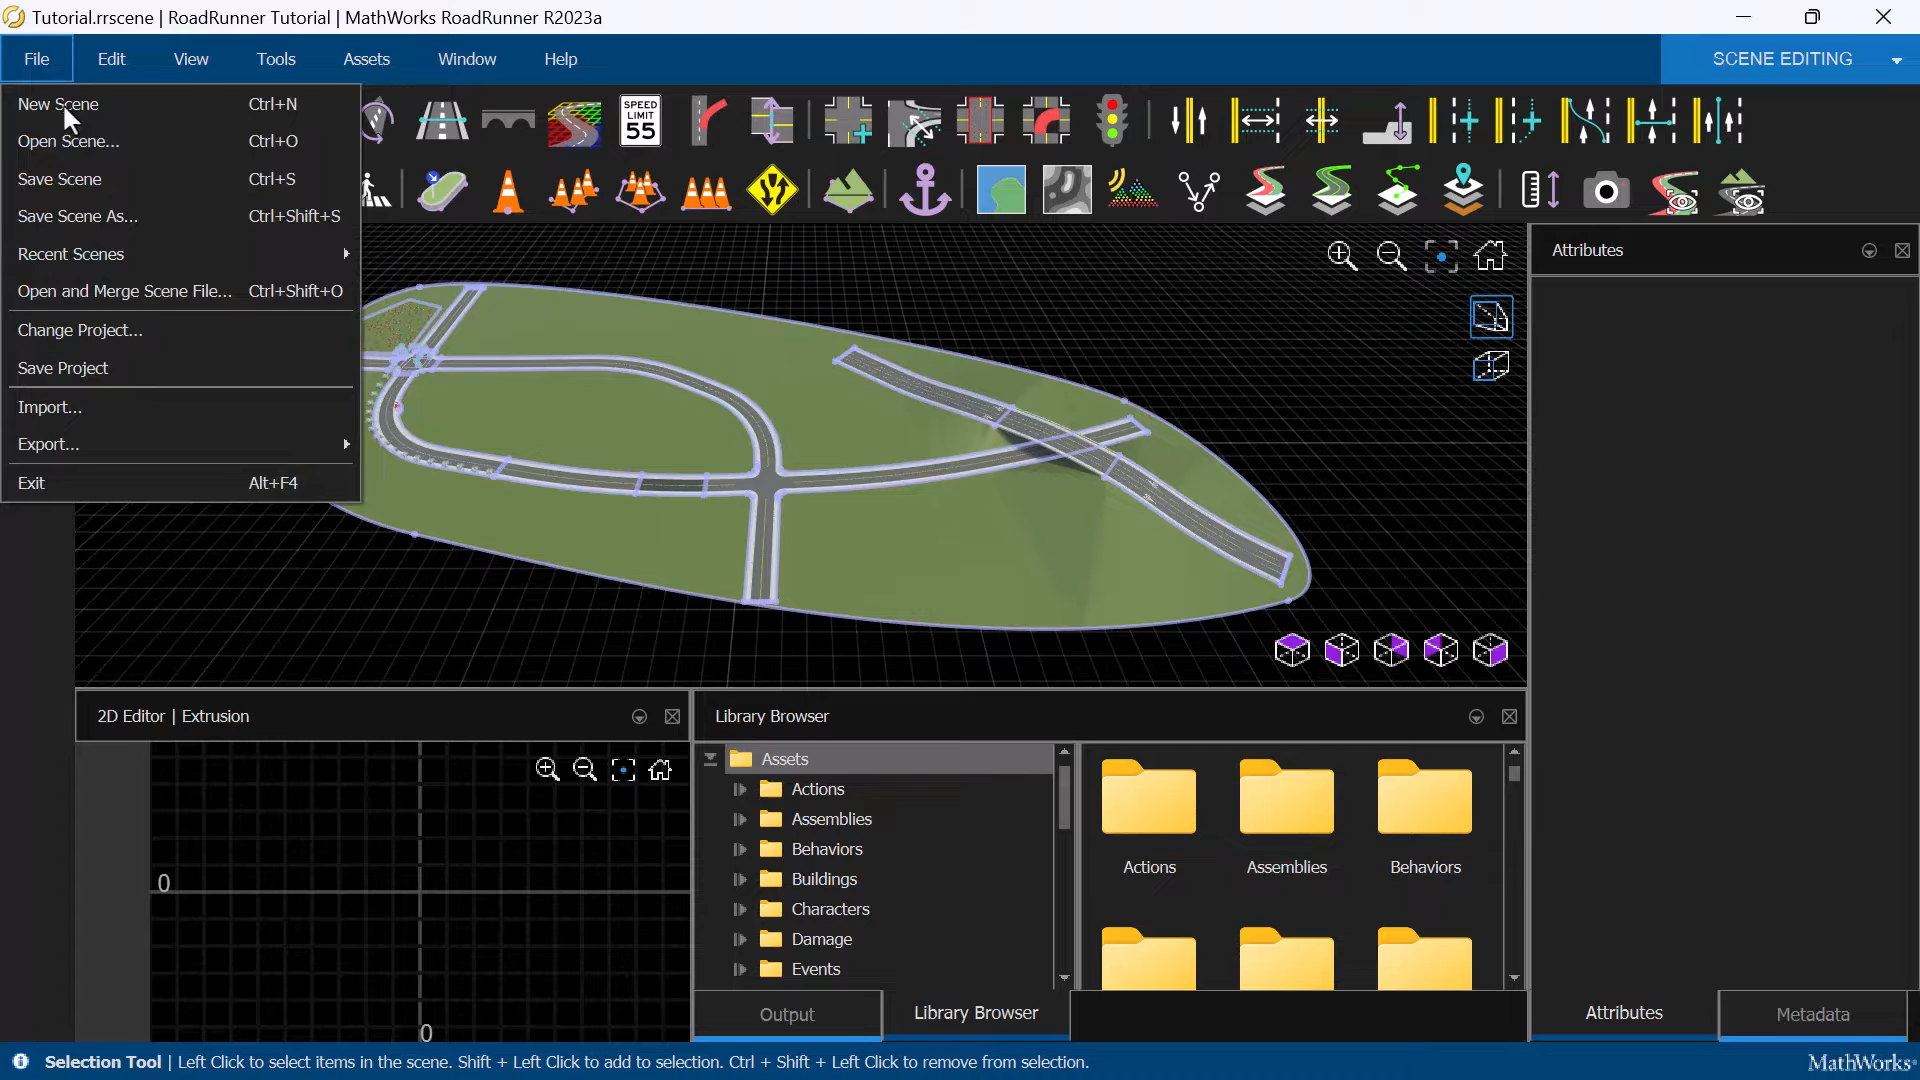 Tutorial.rrscene | RoadRunner Tutorial | MathWorks RoadRunner R2023a
File Edit View Tools Assets Window Help SCENE EDITING
New Scene Ctrl+N
Open Scene... Ctrl+O
Save Scene Ctrl+S
Save Scene As... Ctrl+Shift+S
Recent Scenes
Open and Merge Scene File... Ctrl+Shift+O
Change Project...
Save Project
Import...
Export...
Exit Alt+F4
SPEED
LIMIT
55
Attributes
2D Editor | Extrusion
0
0
Library Browser
Assets
Actions
Assemblies
Behaviors
Buildings
Characters
Damage
Events
Actions Assemblies Behaviors
Output Library Browser
Attributes Metadata
Selection Tool | Left Click to select items in the scene. Shift + Left Click to add to selection. Ctrl + Shift + Left Click to remove from selection.
MathWorks